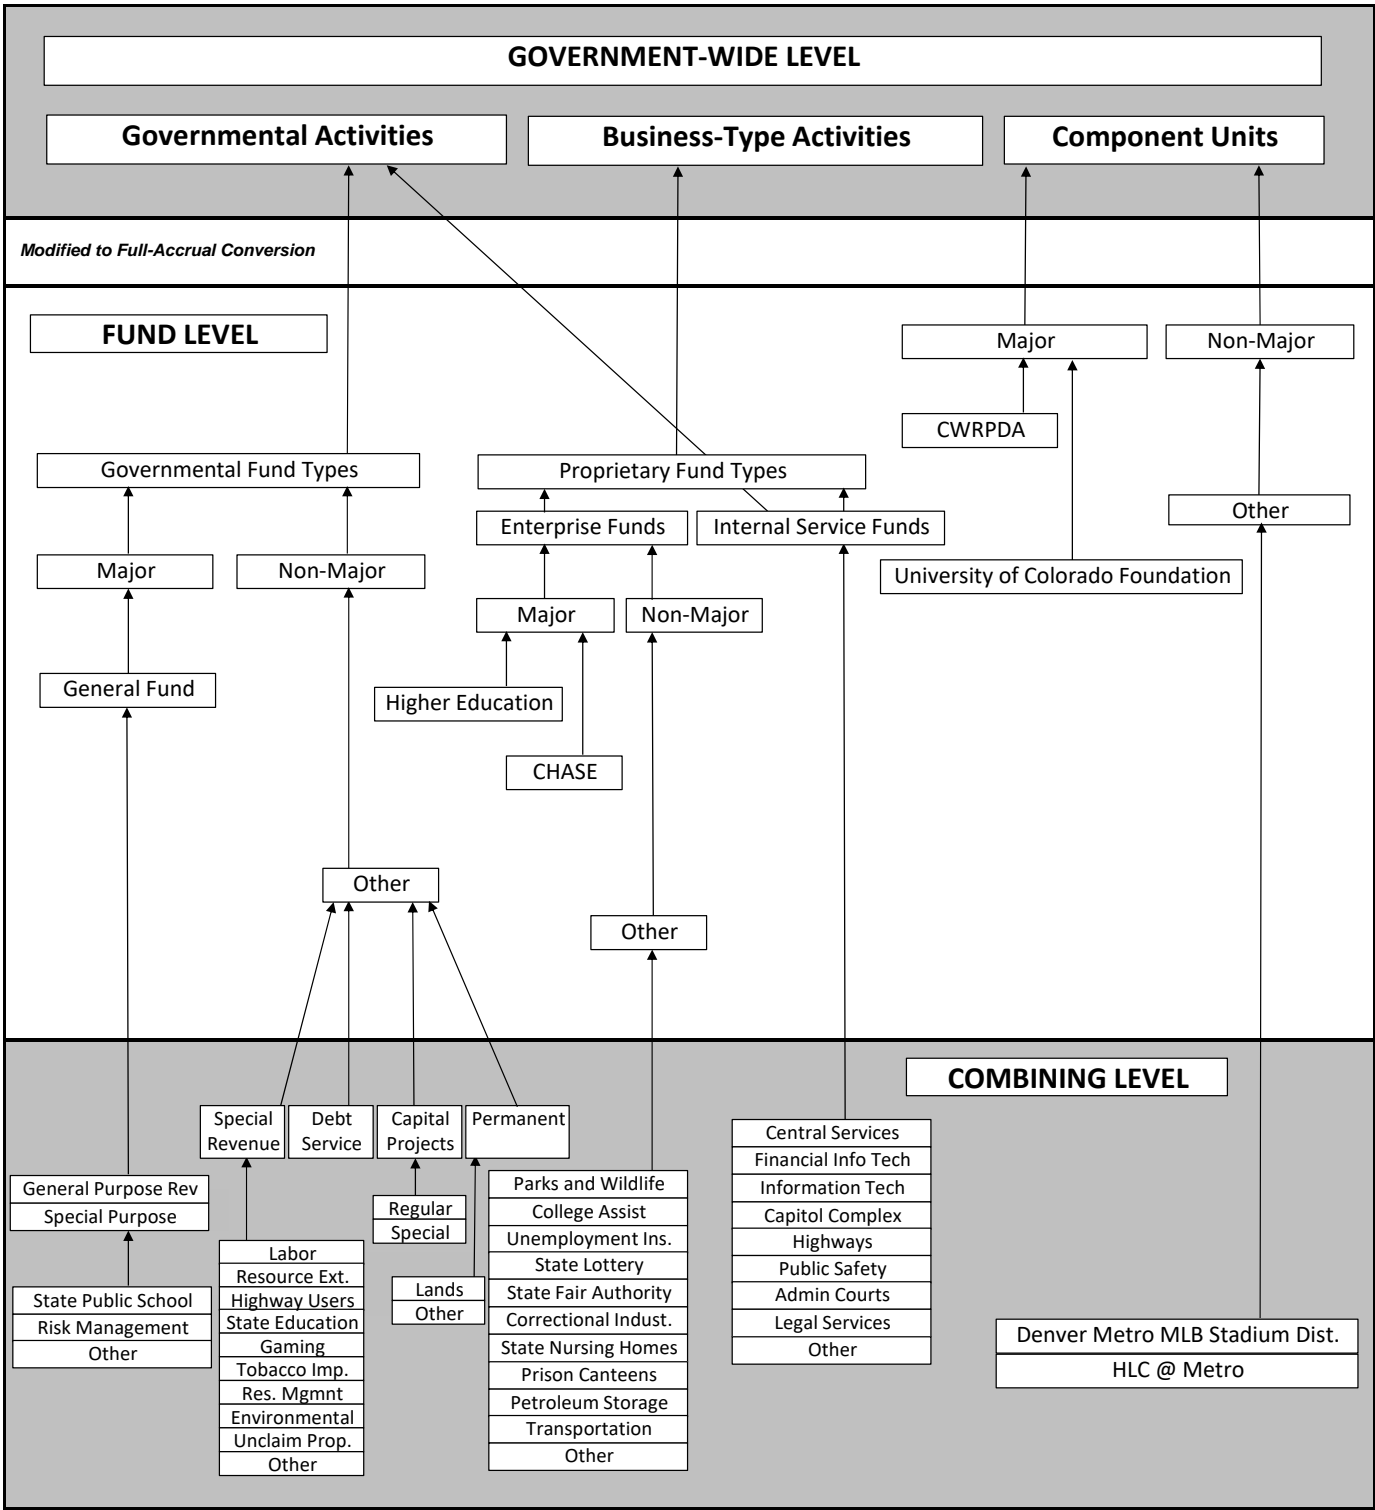 GOVERNMENT-WIDE LEVEL
Governmental Activities
Business-Type Activities
Component Units
Modified to Full-Accrual Conversion
FUND LEVEL
Major
Non-Major
CWRPDA
Governmental Fund Types
Proprietary Fund Types
Other
Enterprise Funds
Internal Service Funds
Major
Non-Major
University of Colorado Foundation
Major
Non-Major
General Fund
Higher Education
CHASE
Other
Other
COMBINING LEVEL
Special
Revenue
Debt
Service
Capital
Projects
Permanent
General Purpose Rev
Special Purpose
State Public School
Risk Management
Other
Labor
Resource Ext.
Highway Users
State Education
Gaming
Tobacco Imp.
Res. Mgmnt
Environmental
Unclaim Prop.
Other
Regular
Special
Lands
Other
Parks and Wildlife
College Assist
Unemployment Ins.
State Lottery
State Fair Authority
Correctional Indust.
State Nursing Homes
Prison Canteens
Petroleum Storage
Transportation
Other
Central Services
Financial Info Tech
Information Tech
Capitol Complex
Highways
Public Safety
Admin Courts
Legal Services
Other
Denver Metro MLB Stadium Dist.
HLC @ Metro